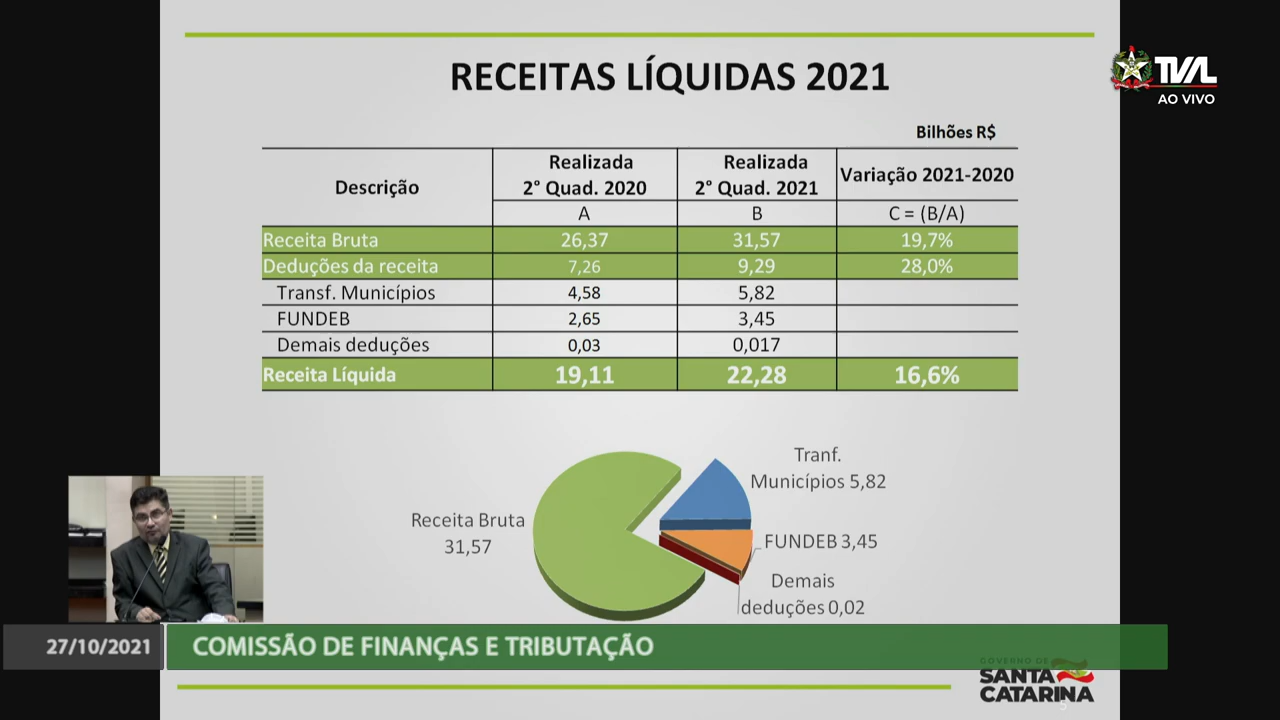 RECEITAS LÍQUIDAS 2021
TVAL
AO VIVO
Bilhões R$
Descrição
Realizada
2° Quad. 2020
Realizada
2° Quad. 2021
Variação 2021-2020
A
B
C = (B/A)
Receita Bruta 26,37 31,57 19,7%
Deduções da receita 7,26 9,29 28,0%
Transf. Municípios 4,58 5,82
FUNDEB 2,65 3,45
Demais deduções 0,03 0,017
Receita Líquida 19,11 22,28 16,6%
Tranf.
Municípios 5,82
Receita Bruta
31,57
FUNDEB 3,45
Demais
deduções 0,02
27/10/2021
COMISSÃO DE FINANÇAS E TRIBUTAÇÃO
GOVERNO DE
SANTA
CATARINA
5